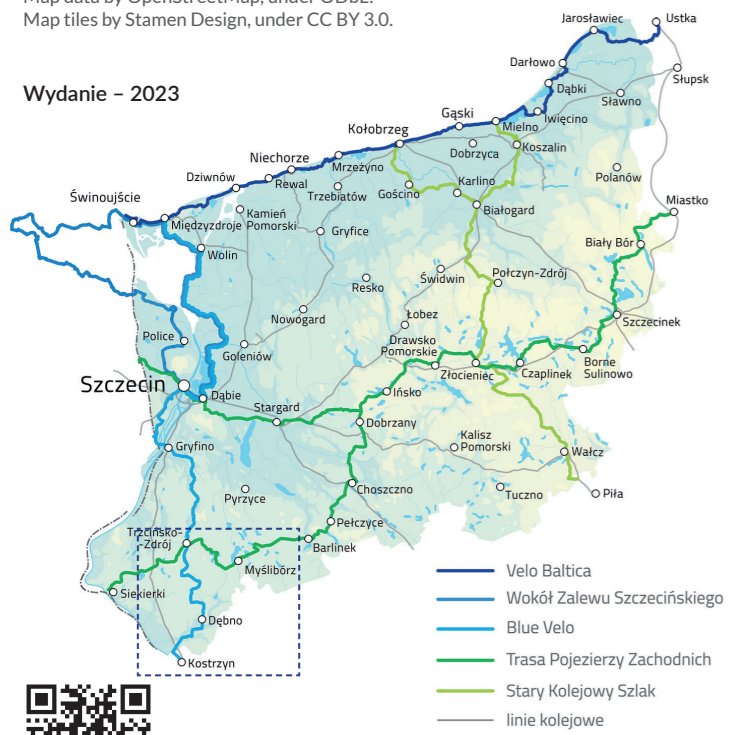 Map tiles by Stamen Design, under CC BY 3.0.
Wydanie – 2023
Jarosławiec
Ustka
Darłowo
Słupsk
Dąbki
Sławno
Gąski
Iwięcino
Mielno
Kołobrzeg
Dobrzyca
Koszalin
Niechorze
Mrzeżyno
Polanów
Dziwnów
Rewal
Trzebiatów
Karlino
Gościno
Białogard
Miastko
Świnoujście
Międzyzdroje
Kamień
Pomorski
Gryfice
Biały Bór
Wolin
Resko
Świdwin
Połczyn-Zdrój
Nowogard
Łobez
Szczecinek
Police
Goleniów
Drawsko
Pomorskie
Złocieniec
Czaplinek
Borne
Sulinowo
Szczecin
Dąbie
Ińsko
Stargard
Dobrzany
Gryfino
Kalisz
Pomorski
Wałcz
Pyrzyce
Choszczno
Tuczno
Piła
Pełczyce
Trzcińsko-
-Zdrój
Barlinek
Myślibórz
Siekierki
Dębno
Kostrzyn
Velo Baltica
Wokół Zalewu Szczecińskiego
Blue Velo
Trasa Pojezierzy Zachodnich
Stary Kolejowy Szlak
linie kolejowe